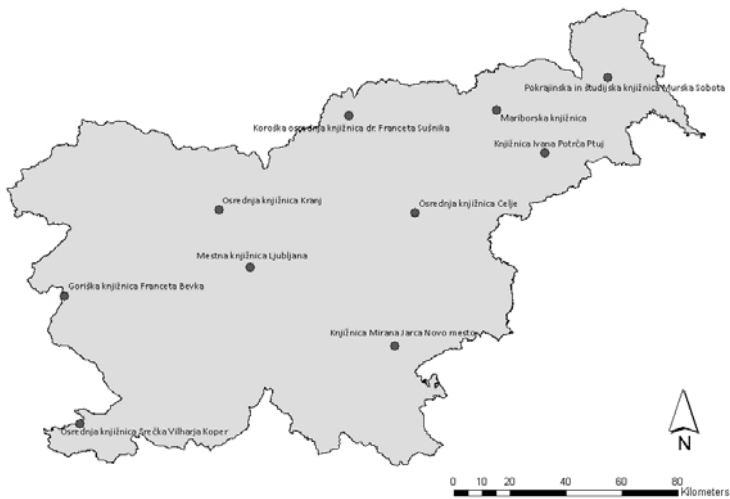 Pokrajinska in študijska knjižnica Murska Sobota
Mariborska knjižnica
Koroška osrednja knjižnica dr. Franceta Sušnika
Knjižnica Ivana Potrča Ptuj
Osrednja knjižnica Kranj
Osrednja knjižnica Celje
Mestna knjižnica Ljubljana
Goriška knjižnica Franceta Bevka
Knjižnica Mirana Jarca Novo mesto
Osrednja knjižnica Srečka Vilharja Koper
N
0 10 20 40 60 80
Kilometers